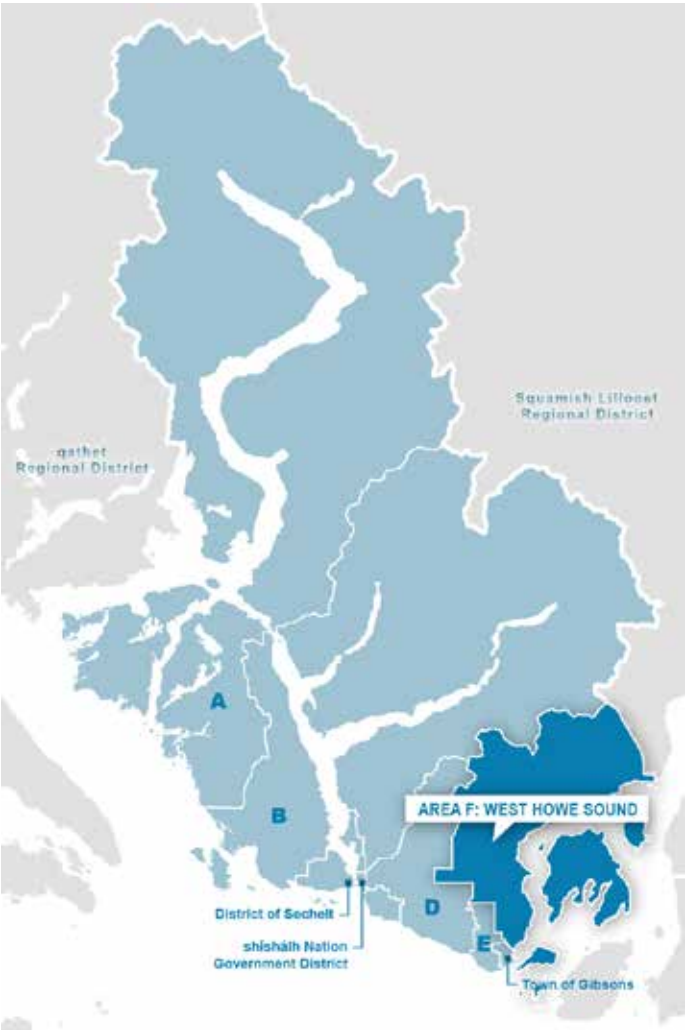 Squamish Lillooet
Regional District
qathet
Regional District
A
AREA F: WEST HOWE SOUND
B
D
District of Sechelt
E
shíshálh Nation
Government District
Town of Gibsons